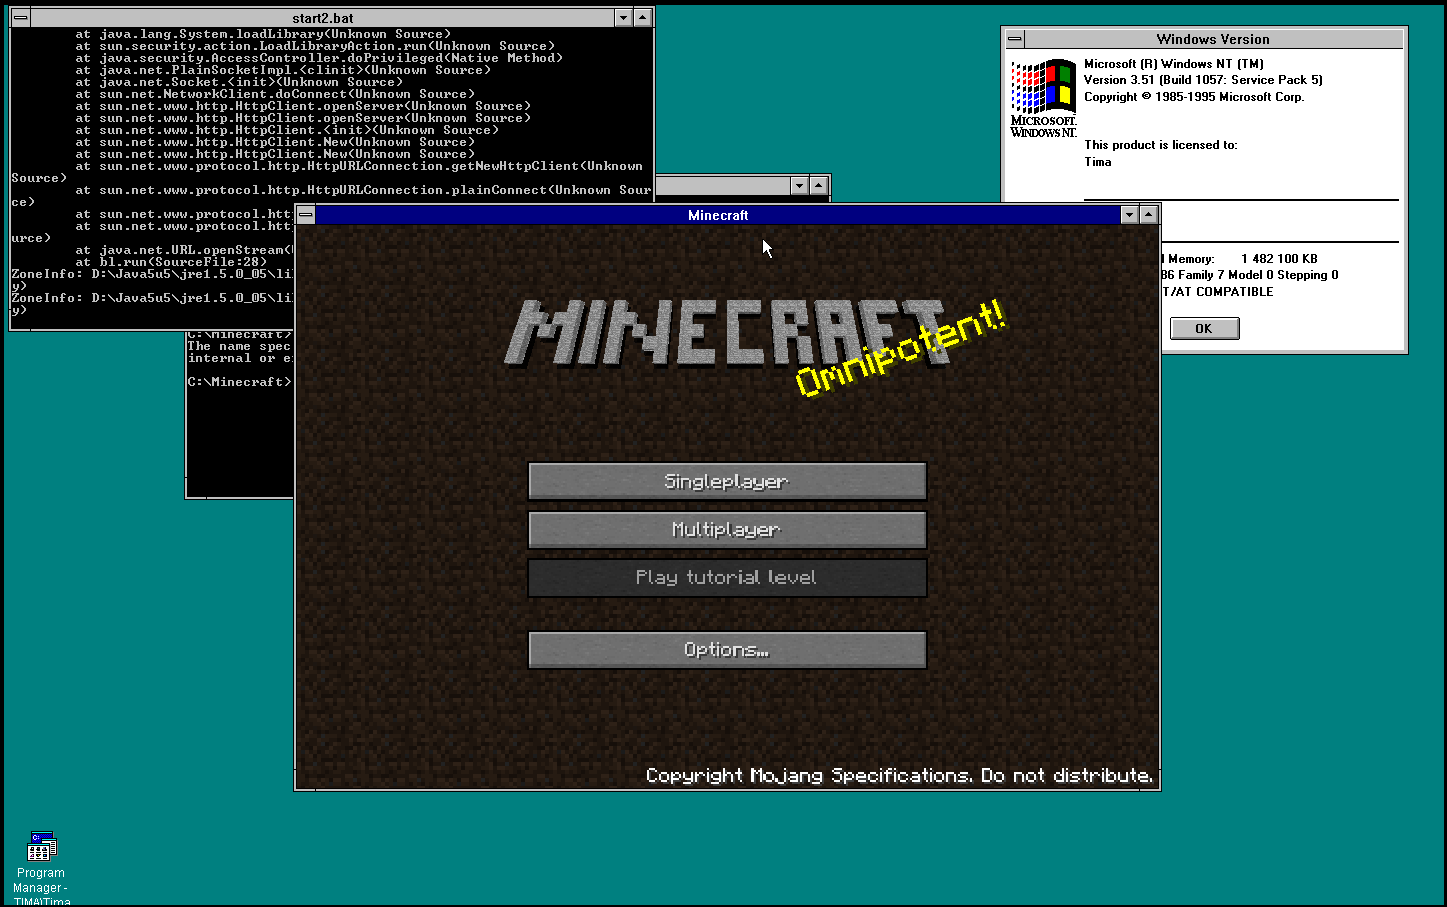 start2.bat
at java.lang.System.loadLibrary(Unknown Source)
at sun.security.action.LoadLibraryAction.run(Unknown Source)
at java.security.AccessController.doPrivileged(Native Method)
at java.net.PlainSocketImpl.<clinit>(Unknown Source)
at java.net.Socket.<init>(Unknown Source)
at sun.net.NetworkClient.doConnect(Unknown Source)
at sun.net.www.http.HttpClient.openServer(Unknown Source)
at sun.net.www.http.HttpClient.openServer(Unknown Source)
at sun.net.www.http.HttpClient.<init>(Unknown Source)
at sun.net.www.http.HttpClient.New(Unknown Source)
at sun.net.www.http.HttpClient.New(Unknown Source)
at sun.net.www.protocol.http.HttpURLConnection.getNewHttpClient(Unknown
Source)
at sun.net.www.protocol.http.HttpURLConnection.plainConnect(Unknown Sour
ce)
at sun.net.www.protocol.htt
at sun.net.www.protocol.htt
urce)
at java.net.URL.openStream(
at bl.run(SourceFile:28)
ZoneInfo: D:\Java5u5\jre1.5.0_05\li
y)
ZoneInfo: D:\Java5u5\jre1.5.0_05\li
y)
C:\Minecraft>
The name spec
internal or e
C:\Minecraft>
Windows Version
MICROSOFT.
WINDOWS NT.
Microsoft (R) Windows NT (TM)
Version 3.51 (Build 1057: Service Pack 5)
Copyright © 1985-1995 Microsoft Corp.
This product is licensed to:
Tima
Memory: 1 482 100 KB
86 Family 7 Model 0 Stepping 0
T/AT COMPATIBLE
OK
Minecraft
MINECRAFT
Omnipotent!
Singleplayer
Multiplayer
Play tutorial level
Options...
Copyright Mojang Specifications. Do not distribute.
Program
Manager -
TIMA\Tima